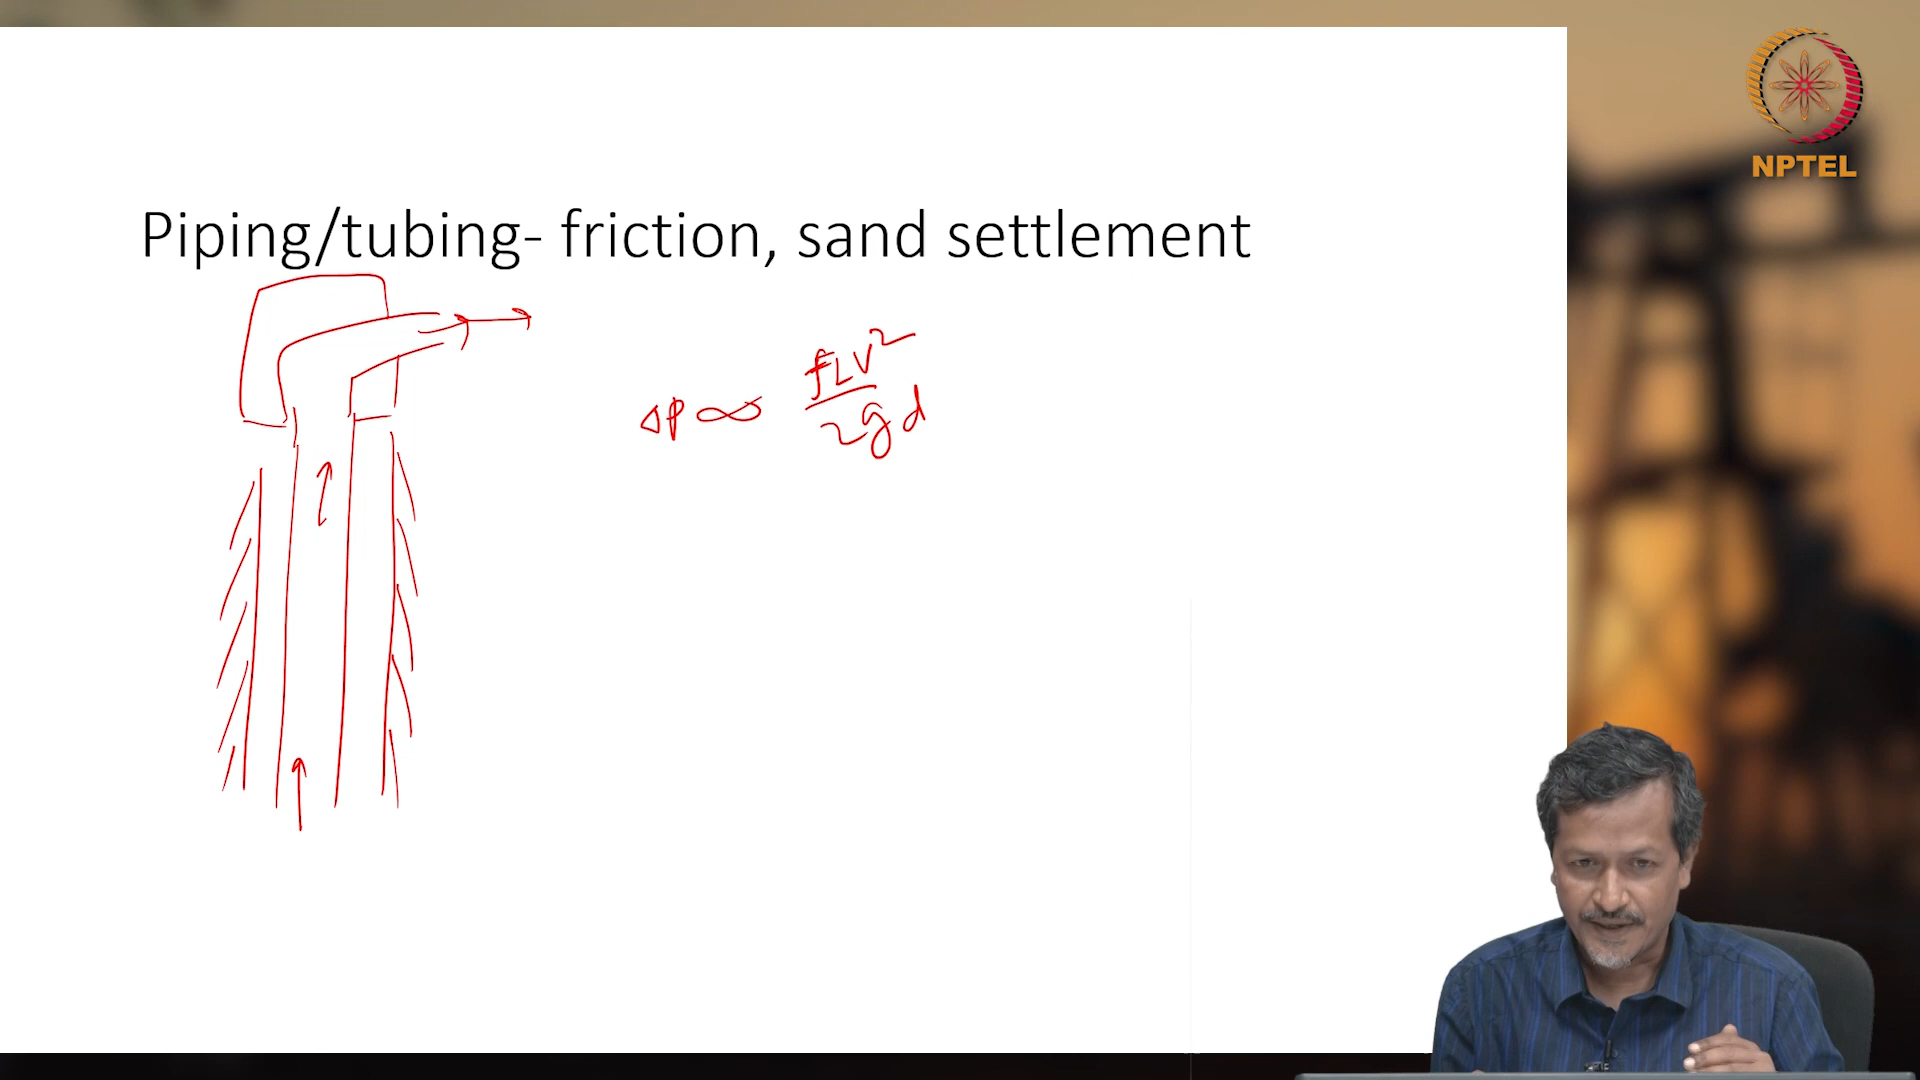 NPTEL
Piping/tubing- friction, sand settlement
ΔP ∝ fLV²/2gd